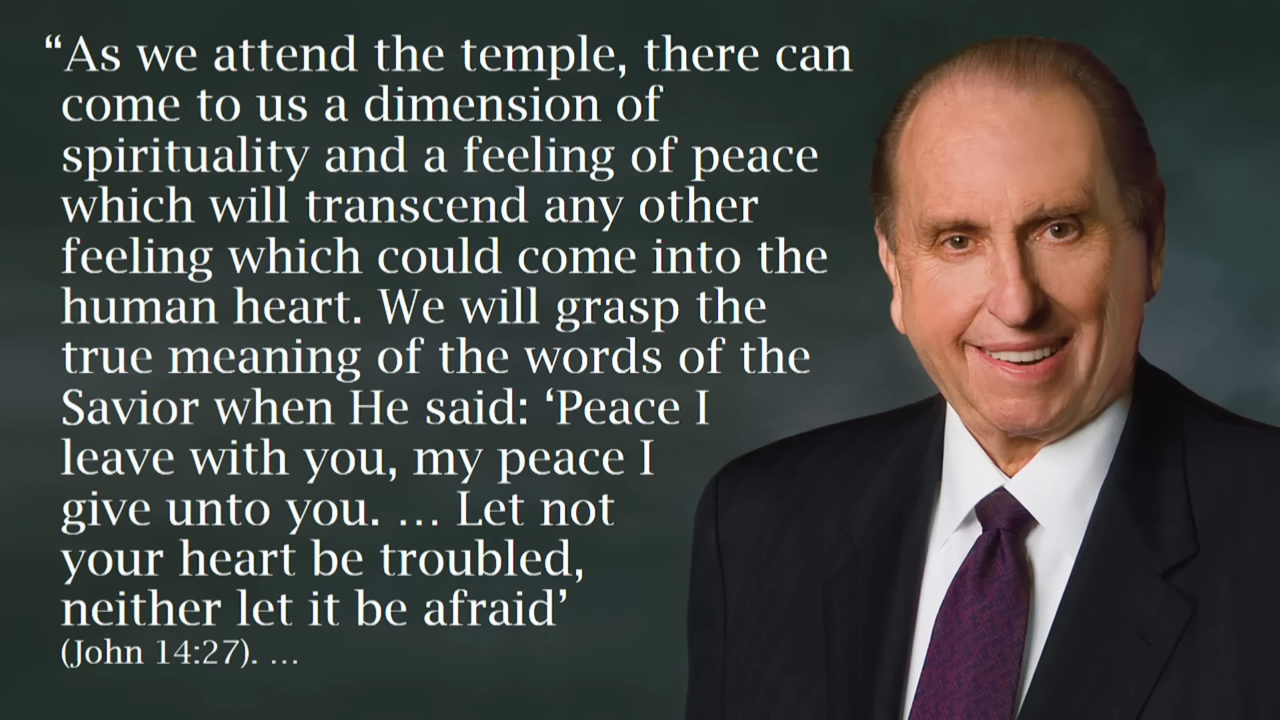 “As we attend the temple, there can
come to us a dimension of
spirituality and a feeling of peace
which will transcend any other
feeling which could come into the
human heart. We will grasp the
true meaning of the words of the
Savior when He said: ‘Peace I
leave with you, my peace I
give unto you. … Let not
your heart be troubled,
neither let it be afraid’
(John 14:27). …